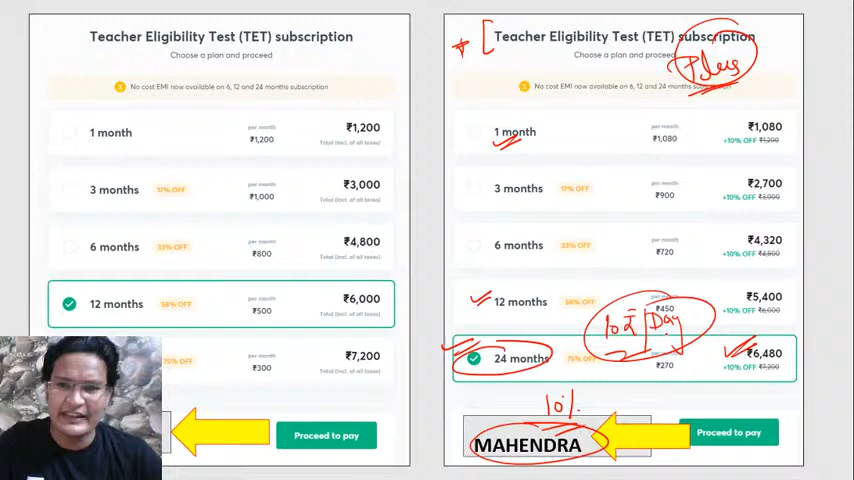 Teacher Eligibility Test (TET) subscription
Choose a plan and proceed
No cost EMI now available on 6, 12 and 24 months subscription
1 month
per month
₹1,200
₹1,200
Total (Incl. of all taxes)
3 months 17% OFF
per month
₹1,000
₹3,000
Total (Incl. of all taxes)
6 months 33% OFF
per month
₹800
₹4,800
Total (Incl. of all taxes)
12 months 58% OFF
per month
₹500
₹6,000
Total (Incl. of all taxes)
70% OFF
per month
₹300
₹7,200
Total (Incl. of all taxes)
Proceed to pay
Teacher Eligibility Test (TET) subscription
Plus
Choose a plan and proceed
No cost EMI now available on 6, 12 and 24 months subscription
1 month
per month
₹1,080
₹1,080
+10% OFF ₹1,200
3 months 17% OFF
per month
₹900
₹2,700
+10% OFF ₹3,000
6 months 33% OFF
per month
₹720
₹4,320
+10% OFF ₹4,800
12 months 58% OFF
per month
₹450
₹5,400
+10% OFF ₹6,000
10₹/Day
24 months 75% OFF
per month
₹270
₹6,480
+10% OFF ₹7,200
10%
MAHENDRA
Proceed to pay